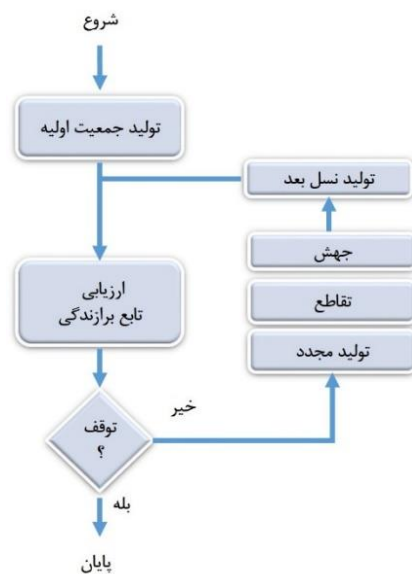 شروع
تولید جمعیت اولیه
ارزیابی
تابع برازندگی
توقف
؟
بله
پایان
خیر
تولید مجدد
تقاطع
جهش
تولید نسل بعد